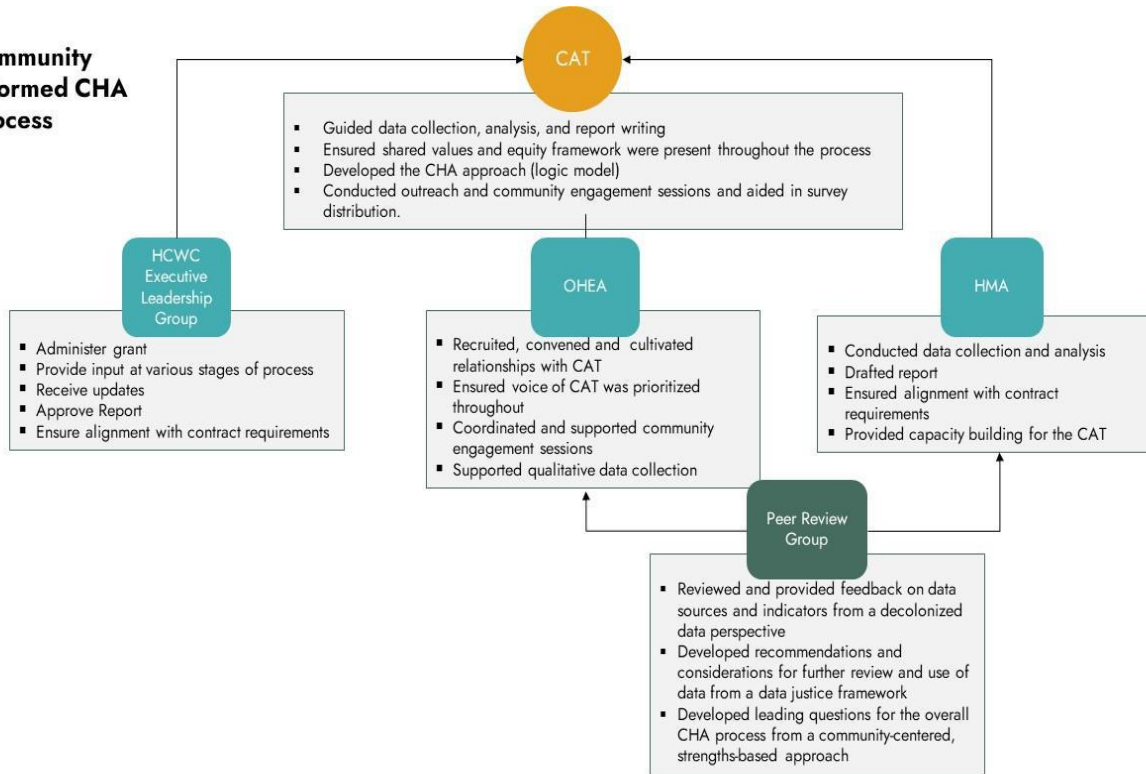 CAT
▪ Guided data collection, analysis, and report writing
▪ Ensured shared values and equity framework were present throughout the process
▪ Developed the CHA approach (logic model)
▪ Conducted outreach and community engagement sessions and aided in survey
distribution.
HCWC
Executive
Leadership
Group
▪ Administer grant
▪ Provide input at various stages of process
▪ Receive updates
▪ Approve Report
▪ Ensure alignment with contract requirements
OHEA
▪ Recruited, convened and cultivated
relationships with CAT
▪ Ensured voice of CAT was prioritized
throughout
▪ Coordinated and supported community
engagement sessions
▪ Supported qualitative data collection
HMA
▪ Conducted data collection and analysis
▪ Drafted report
▪ Ensured alignment with contract
requirements
▪ Provided capacity building for the CAT
Peer Review
Group
▪ Reviewed and provided feedback on data
sources and indicators from a decolonized
data perspective
▪ Developed recommendations and
considerations for further review and use of
data from a data justice framework
▪ Developed leading questions for the overall
CHA process from a community-centered,
strengths-based approach
CHA